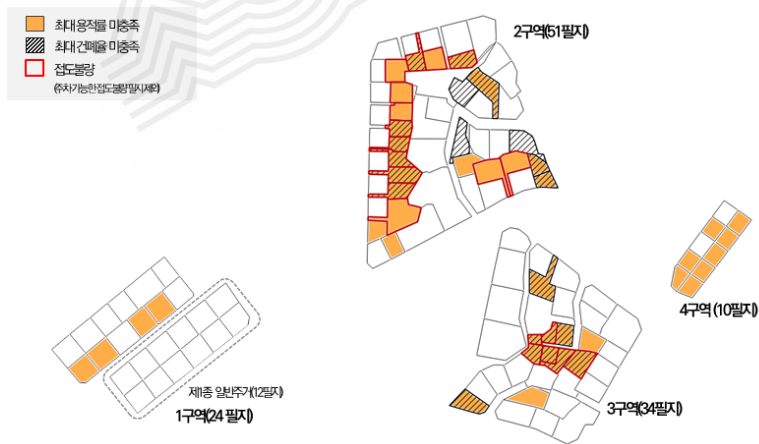 최대 용적률 미충족
최대 건폐율 미충족
접도불량
(주차 가능한 접도불량 필지 제외)
2구역(51필지)
4구역 (10필지)
제1종 일반주거(12필지)
1구역(24 필지)
3구역(34필지)